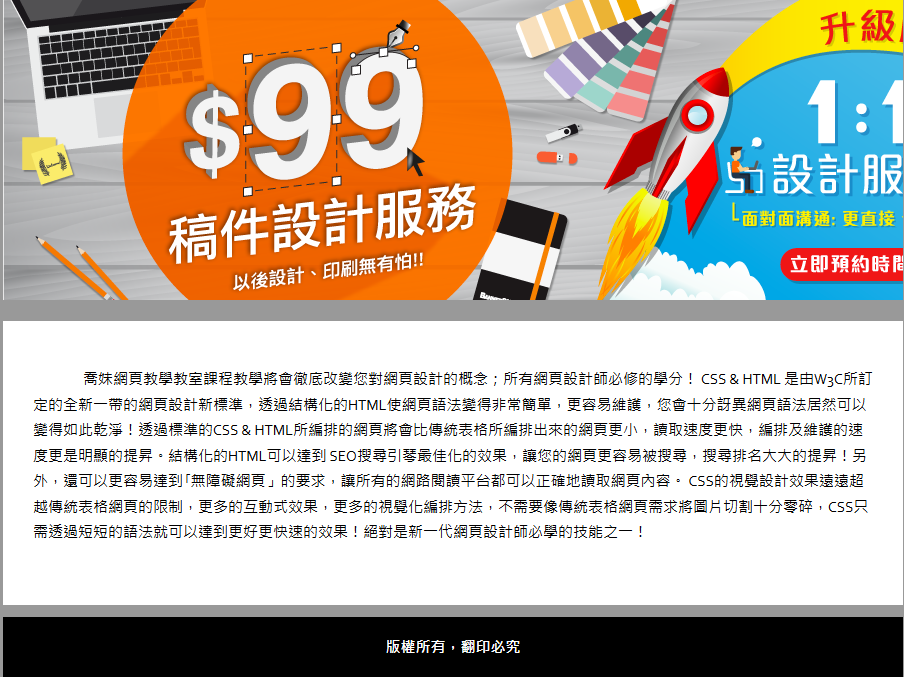 $99
稿件設計服務
以後設計、印刷無有怕!!
升級
1:1
設計服
面對面溝通: 更直接
立即預約時間
喬妹網頁教學教室課程教學將會徹底改變您對網頁設計的概念；所有網頁設計師必修的學分！ CSS & HTML 是由W3C所訂
定的全新一帶的網頁設計新標準，透過結構化的HTML使網頁語法變得非常簡單，更容易維護，您會十分訝異網頁語法居然可以
變得如此乾淨！透過標準的CSS & HTML所編排的網頁將會比傳統表格所編排出來的網頁更小，讀取速度更快，編排及維護的速
度更是明顯的提昇。結構化的HTML可以達到 SEO搜尋引擎最佳化的效果，讓您的網頁更容易被搜尋，搜尋排名大大的提昇！另
外，還可以更容易達到「無障礙網頁」的要求，讓所有的網路閱讀平台都可以正確地讀取網頁內容。 CSS的視覺設計效果遠遠超
越傳統表格網頁的限制，更多的互動式效果，更多的視覺化編排方法，不需要像傳統表格網頁需求將圖片切割十分零碎，CSS只
需透過短短的語法就可以達到更好更快速的效果！絕對是新一代網頁設計師必學的技能之一！
版權所有，翻印必究